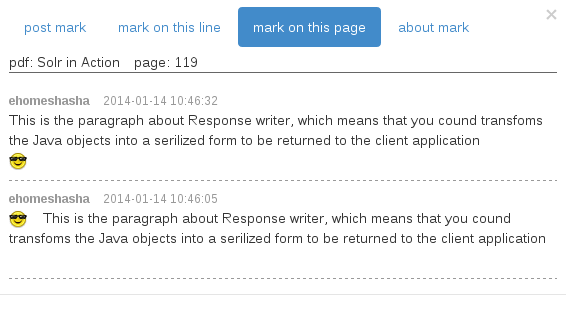 post mark mark on this line mark on this page about mark ×
pdf: Solr in Action page: 119
ehomeshasha 2014-01-14 10:46:32
This is the paragraph about Response writer, which means that you cound transfoms
the Java objects into a serilized form to be returned to the client application
ehomeshasha 2014-01-14 10:46:05
This is the paragraph about Response writer, which means that you cound
transfoms the Java objects into a serilized form to be returned to the client application